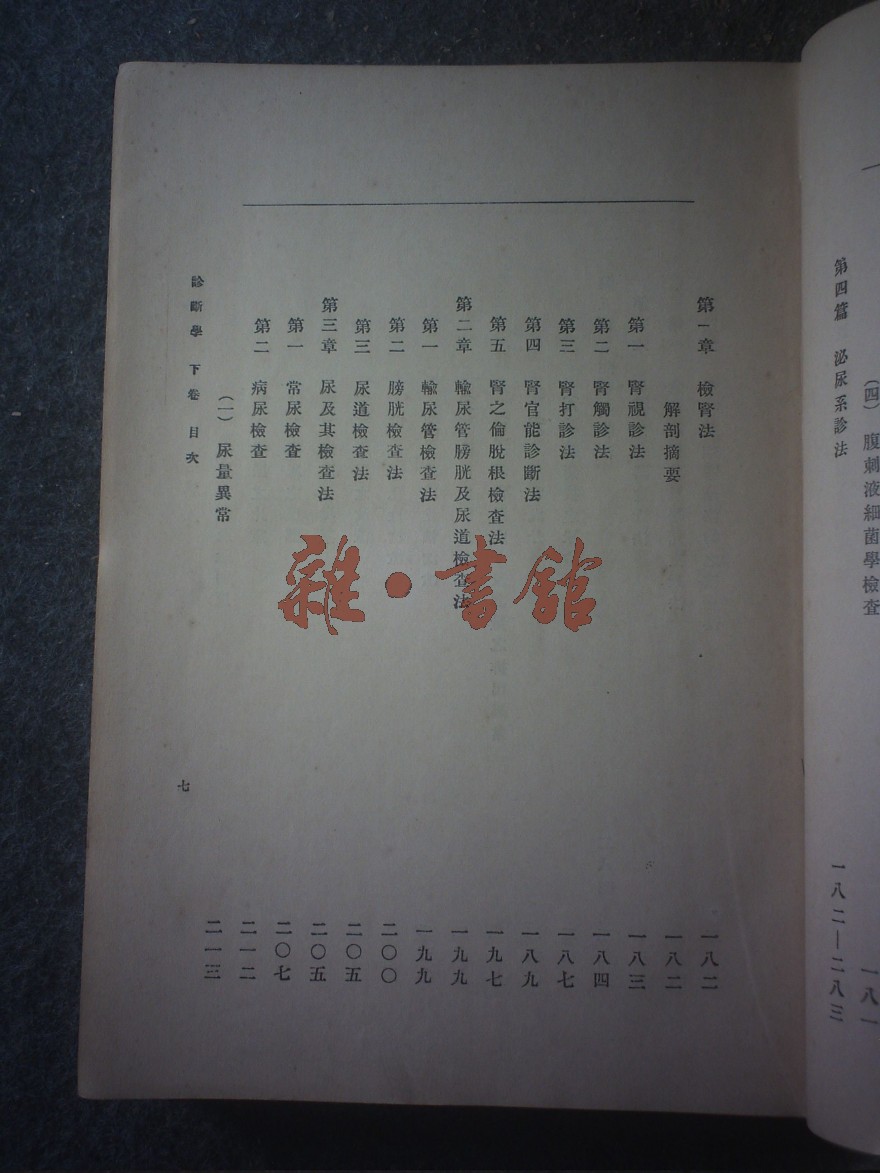 (四) 腹刺液細菌學檢查 一八一
第四篇 泌尿系診法 一八二—二八三
第一章 檢腎法 一八二
解剖摘要 一八二
第一 腎視診法 一八三
第二 腎觸診法 一八四
第三 腎打診法 一八七
第四 腎官能診斷法 一八九
第五 腎之倫脫根檢查法 一九七
第二章 輸尿管膀胱及尿道檢查法 一九九
第一 輸尿管檢查法 一九九
第二 膀胱檢查法 二〇〇
第三 尿道檢查法 二〇五
第三章 尿及其檢查法 二〇五
第一 常尿檢查 二〇七
第二 病尿檢查 二一二
(一) 尿量異常 二一三
診斷學 下卷 目次 七
雜·書館